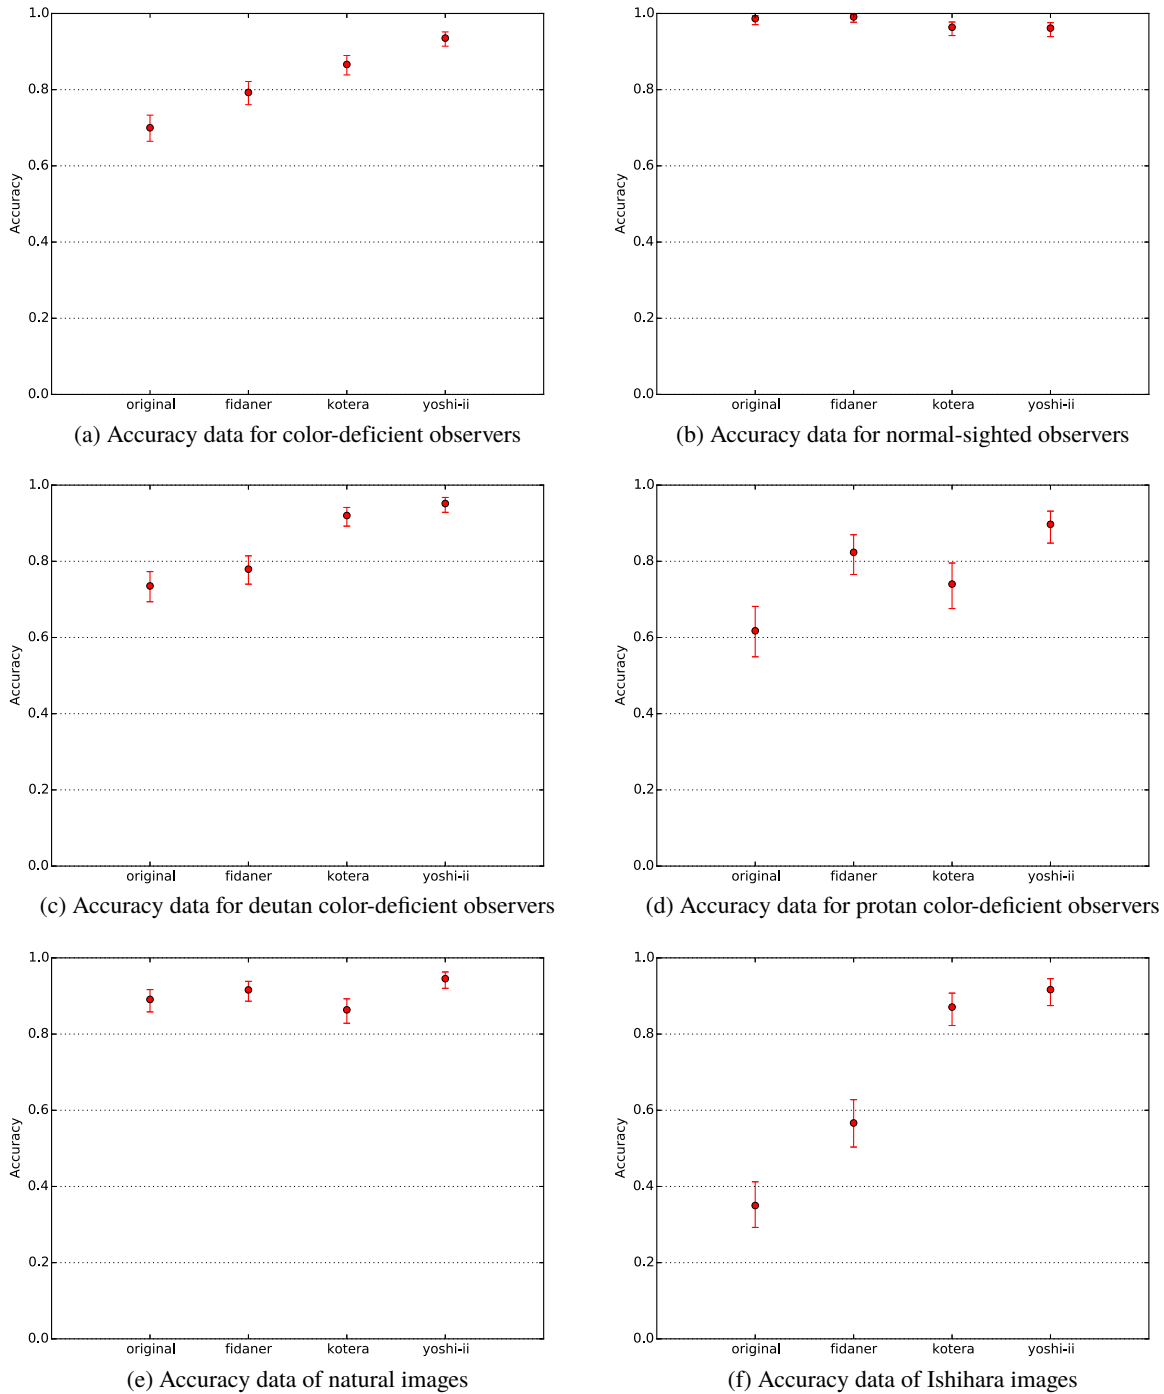 1.0
0.8
0.6
0.4
0.2
0.0
Accuracy
original fidaner kotera yoshi-ii
(a) Accuracy data for color-deficient observers
1.0
0.8
0.6
0.4
0.2
0.0
Accuracy
original fidaner kotera yoshi-ii
(b) Accuracy data for normal-sighted observers
1.0
0.8
0.6
0.4
0.2
0.0
Accuracy
original fidaner kotera yoshi-ii
(c) Accuracy data for deutan color-deficient observers
1.0
0.8
0.6
0.4
0.2
0.0
Accuracy
original fidaner kotera yoshi-ii
(d) Accuracy data for protan color-deficient observers
1.0
0.8
0.6
0.4
0.2
0.0
Accuracy
original fidaner kotera yoshi-ii
(e) Accuracy data of natural images
1.0
0.8
0.6
0.4
0.2
0.0
Accuracy
original fidaner kotera yoshi-ii
(f) Accuracy data of Ishihara images